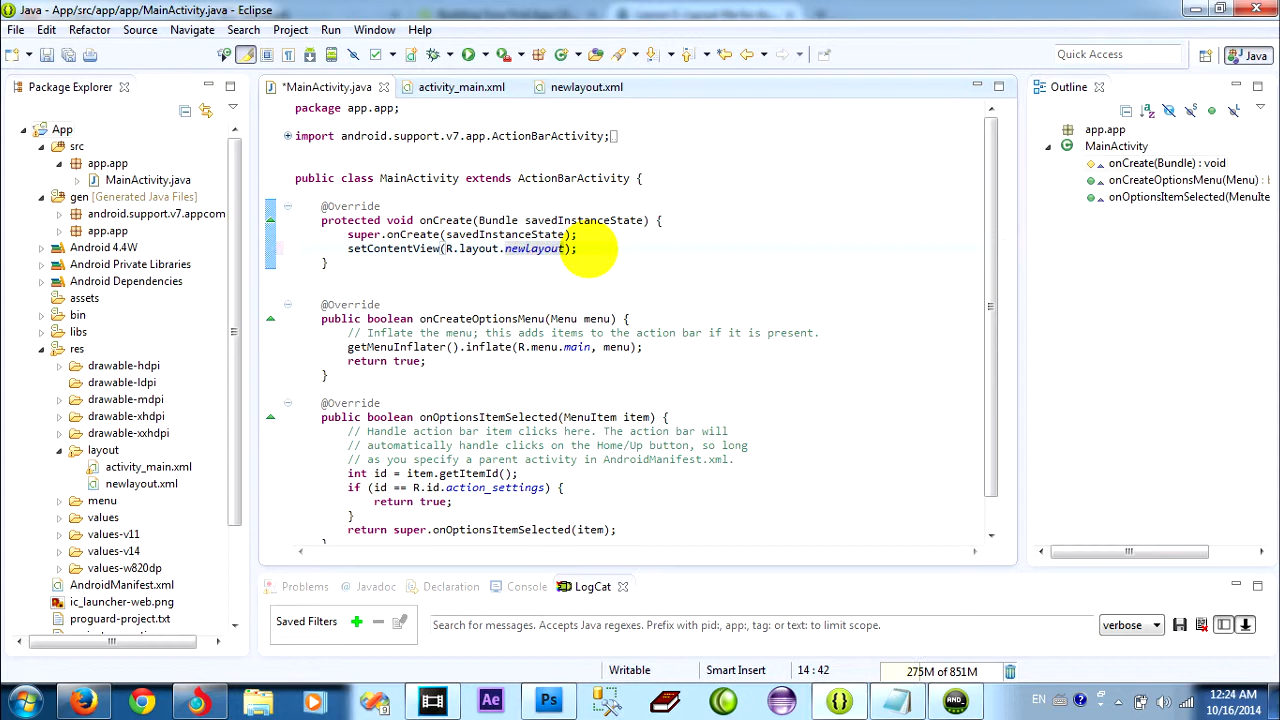 Java - App/src/app/app/MainActivity.java - Eclipse
File Edit Refactor Source Navigate Search Project Run Window Help
Quick Access
Java
Package Explorer
App
src
app.app
MainActivity.java
gen [Generated Java Files]
android.support.v7.appcom
app.app
Android 4.4W
Android Private Libraries
Android Dependencies
assets
bin
libs
res
drawable-hdpi
drawable-ldpi
drawable-mdpi
drawable-xhdpi
drawable-xxhdpi
layout
activity_main.xml
newlayout.xml
menu
values
values-v11
values-v14
values-w820dp
AndroidManifest.xml
ic_launcher-web.png
proguard-project.txt
*MainActivity.java
activity_main.xml
newlayout.xml
package app.app;
import android.support.v7.app.ActionBarActivity;
public class MainActivity extends ActionBarActivity {
@Override
protected void onCreate(Bundle savedInstanceState) {
super.onCreate(savedInstanceState);
setContentView(R.layout.newlayout);
}
@Override
public boolean onCreateOptionsMenu(Menu menu) {
// Inflate the menu; this adds items to the action bar if it is present.
getMenuInflater().inflate(R.menu.main, menu);
return true;
}
@Override
public boolean onOptionsItemSelected(MenuItem item) {
// Handle action bar item clicks here. The action bar will
// automatically handle clicks on the Home/Up button, so long
// as you specify a parent activity in AndroidManifest.xml.
int id = item.getItemId();
if (id == R.id.action_settings) {
return true;
}
return super.onOptionsItemSelected(item);
Outline
app.app
MainActivity
onCreate(Bundle) : void
onCreateOptionsMenu(Menu) : b
onOptionsItemSelected(MenuIte
Problems
@ Javadoc
Declaration
Console
LogCat
Saved Filters
Search for messages. Accepts Java regexes. Prefix with pid:, app:, tag: or text: to limit scope.
verbose
Writable
Smart Insert
14 : 42
275M of 851M
Ae
Ps
AND
EN
12:24 AM
10/16/2014